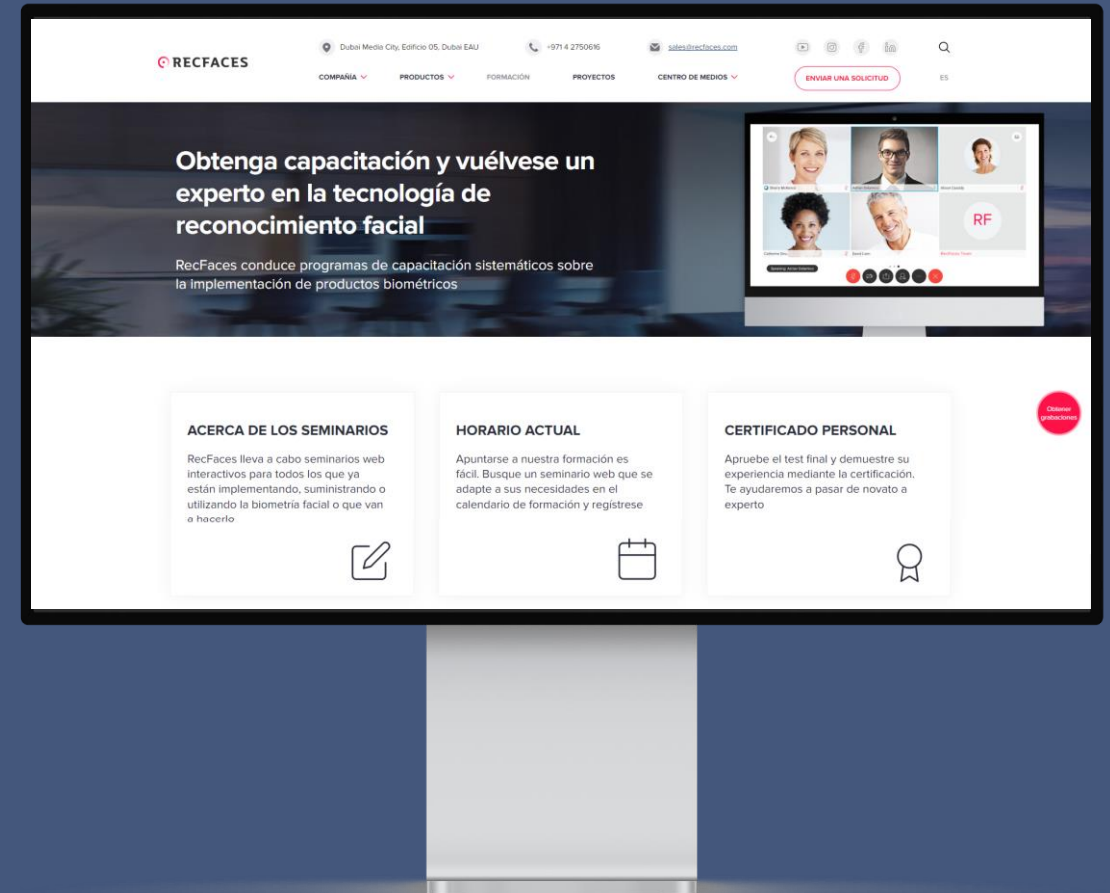 RECFACES
Dubai Media City, Edificio 05, Dubai EAU
+971 4 2750616
sales@recfaces.com
COMPAÑÍA
PRODUCTOS
FORMACIÓN
PROYECTOS
CENTRO DE MEDIOS
ENVIAR UNA SOLICITUD
ES
Obtenga capacitación y vuélvese un
experto en la tecnología de
reconocimiento facial
RecFaces conduce programas de capacitación sistemáticos sobre
la implementación de productos biométricos
RF
Obtener
grabaciones
ACERCA DE LOS SEMINARIOS
RecFaces lleva a cabo seminarios web
interactivos para todos los que ya
están implementando, suministrando o
utilizando la biometría facial o que van
a hacerlo
HORARIO ACTUAL
Apuntarse a nuestra formación es
fácil. Busque un seminario web que se
adapte a sus necesidades en el
calendario de formación y regístrese
CERTIFICADO PERSONAL
Apruebe el test final y demuestre su
experiencia mediante la certificación.
Te ayudaremos a pasar de novato a
experto